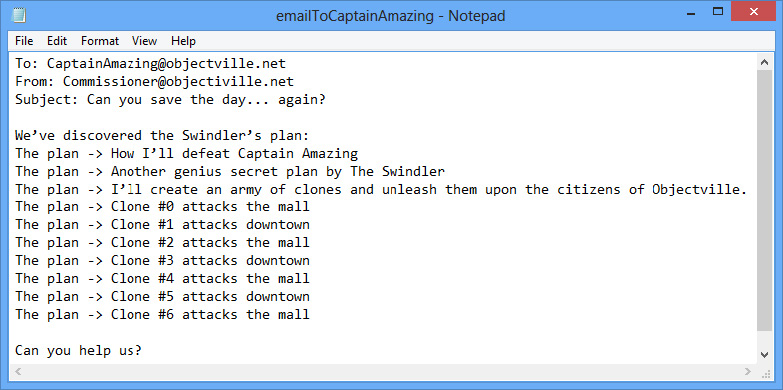 emailToCaptainAmazing - Notepad
File Edit Format View Help
To: CaptainAmazing@objectville.net
From: Commissioner@objectiville.net
Subject: Can you save the day... again?
We’ve discovered the Swindler’s plan:
The plan -> How I’ll defeat Captain Amazing
The plan -> Another genius secret plan by The Swindler
The plan -> I’ll create an army of clones and unleash them upon the citizens of Objectville.
The plan -> Clone #0 attacks the mall
The plan -> Clone #1 attacks downtown
The plan -> Clone #2 attacks the mall
The plan -> Clone #3 attacks downtown
The plan -> Clone #4 attacks the mall
The plan -> Clone #5 attacks downtown
The plan -> Clone #6 attacks the mall
Can you help us?